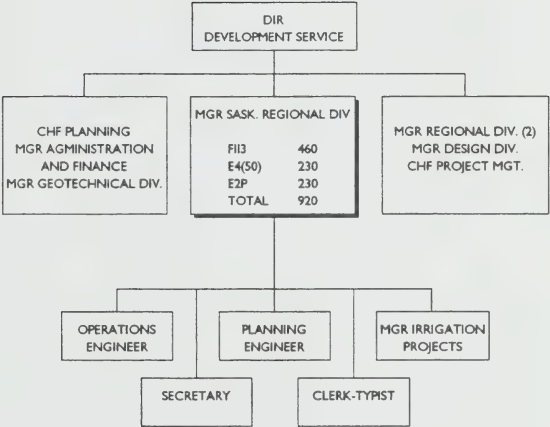 DIR
DEVELOPMENT SERVICE
CHF PLANNING
MGR AGMINISTRATION
AND FINANCE
MGR GEOTECHNICAL DIV.
MGR SASK. REGIONAL DIV
FII3 460
E4(50) 230
E2P 230
TOTAL 920
MGR REGIONAL DIV. (2)
MGR DESIGN DIV.
CHF PROJECT MGT.
OPERATIONS
ENGINEER
PLANNING
ENGINEER
MGR IRRIGATION
PROJECTS
SECRETARY
CLERK-TYPIST